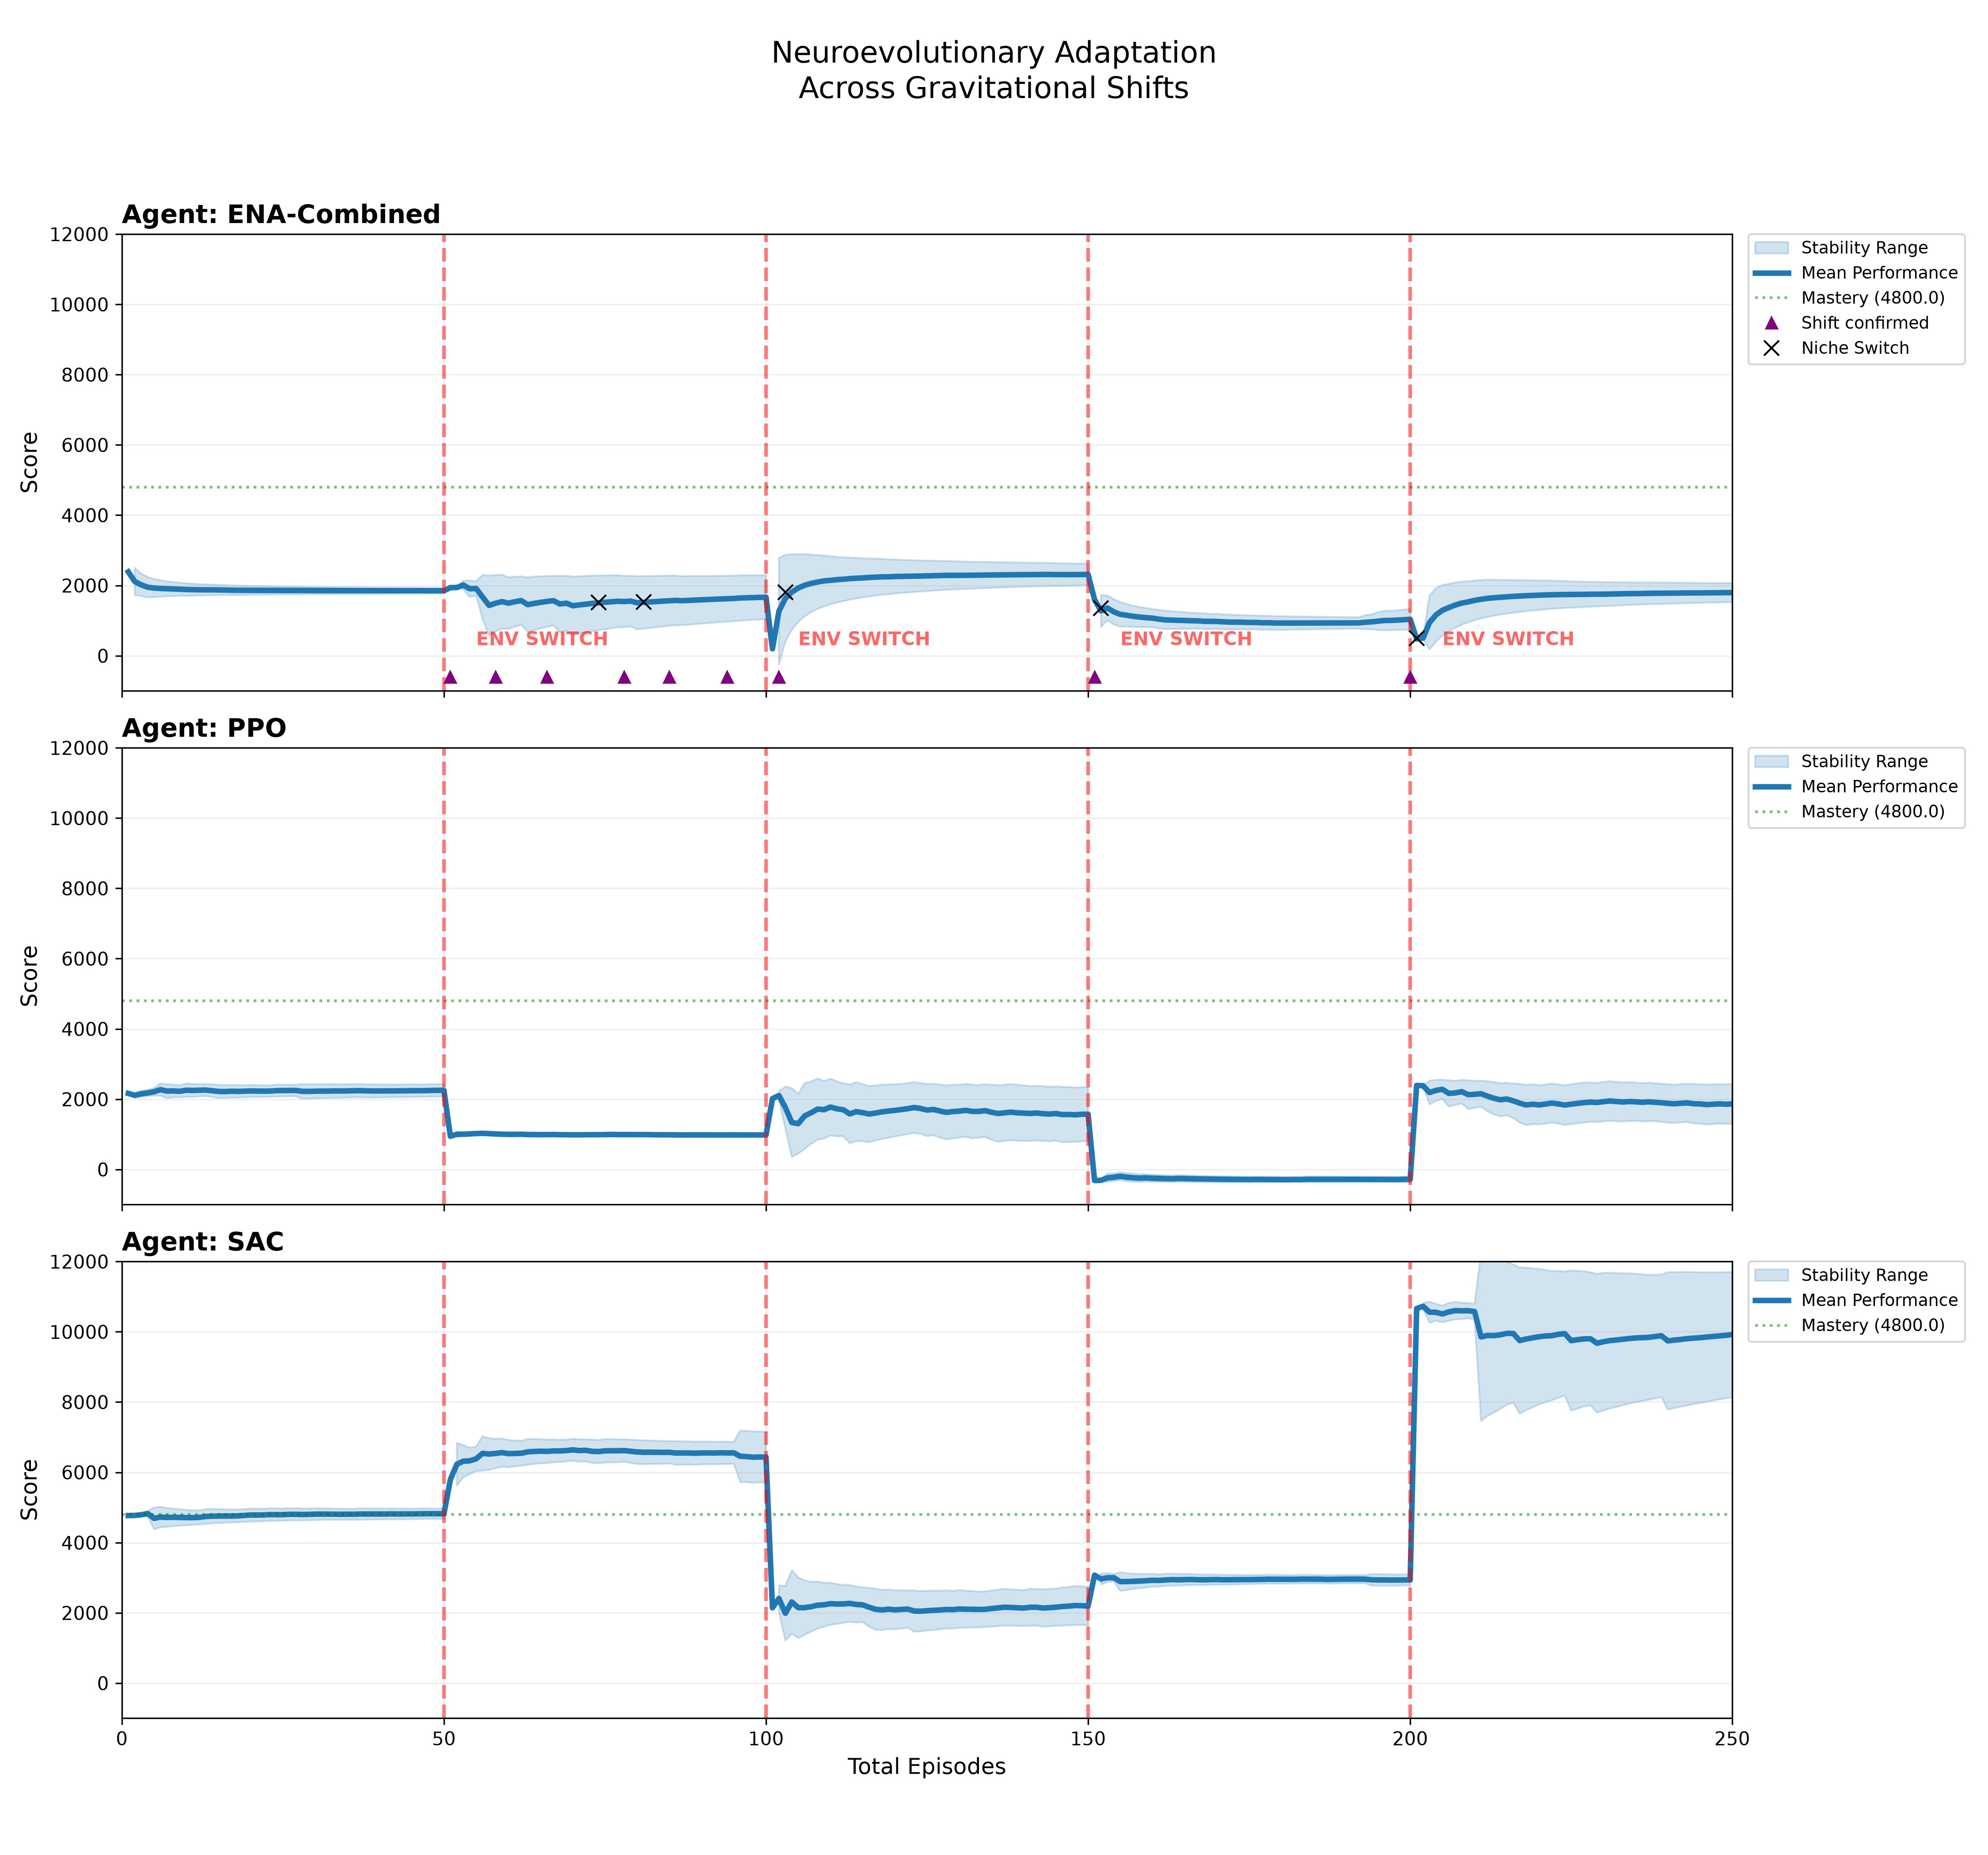 Neuroevolutionary Adaptation
Across Gravitational Shifts
Agent: ENA-Combined
12000
10000
8000
6000
4000
2000
0
Score
ENV SWITCH ENV SWITCH ENV SWITCH ENV SWITCH
Stability Range
Mean Performance
Mastery (4800.0)
Shift confirmed
Niche Switch
Agent: PPO
12000
10000
8000
6000
4000
2000
0
Score
Stability Range
Mean Performance
Mastery (4800.0)
Agent: SAC
12000
10000
8000
6000
4000
2000
0
Score
Stability Range
Mean Performance
Mastery (4800.0)
0 50 100 150 200 250
Total Episodes